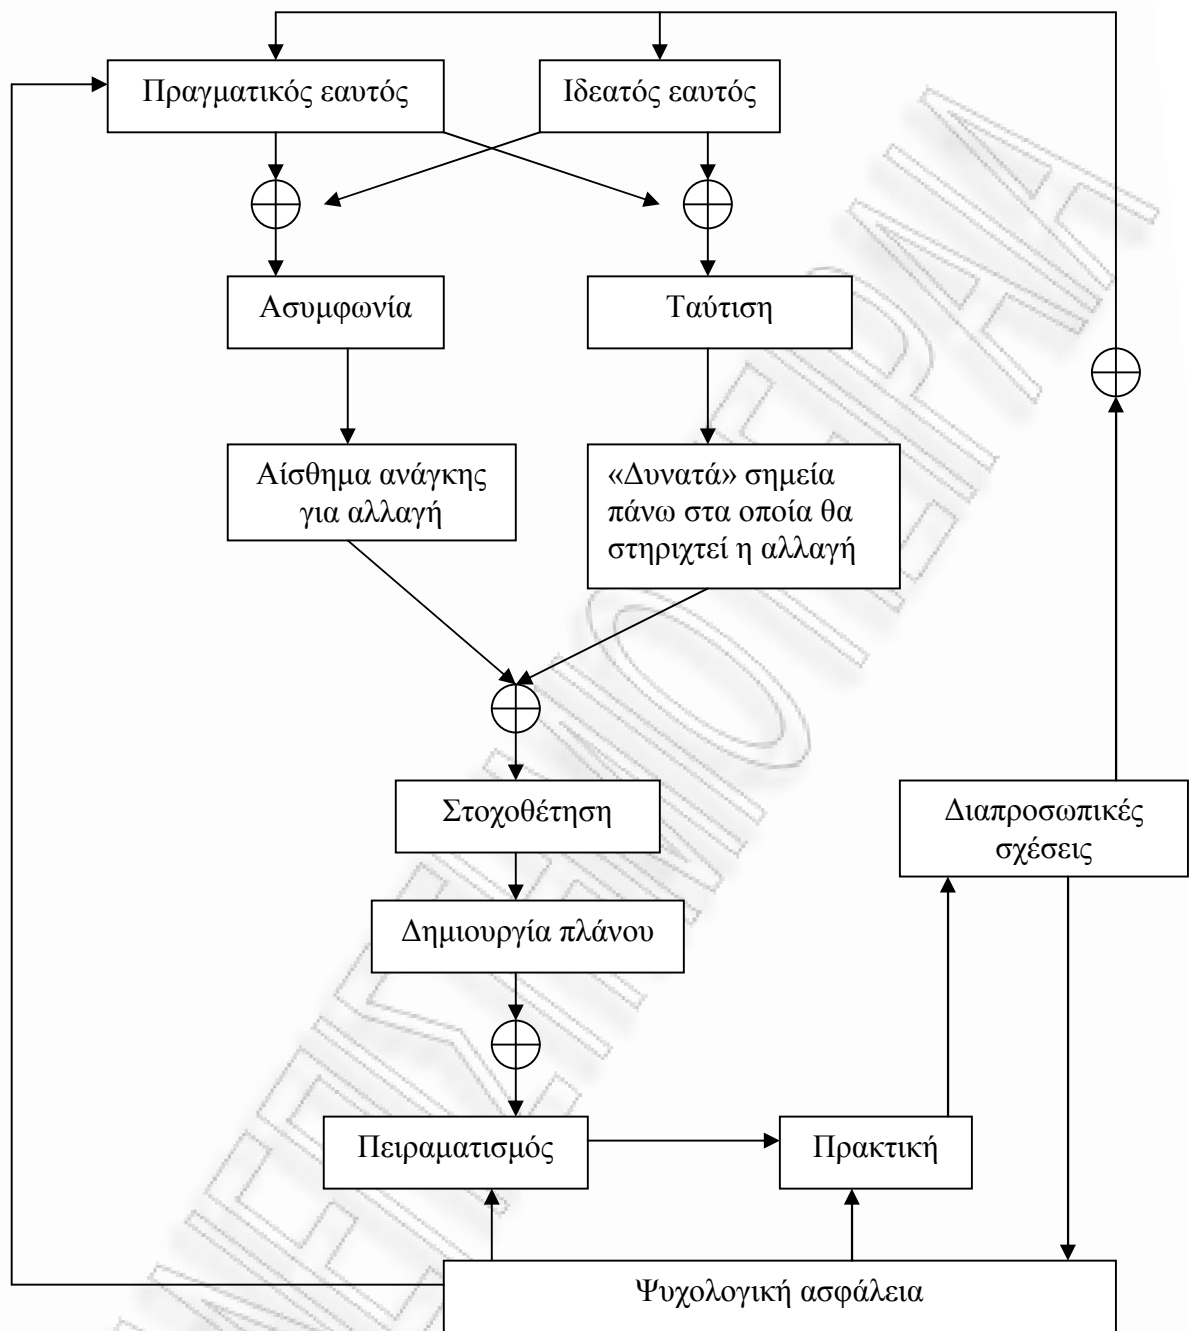 Πραγματικός εαυτός
Ιδεατός εαυτός
Ασυμφωνία
Ταύτιση
Αίσθημα ανάγκης
για αλλαγή
«Δυνατά» σημεία
πάνω στα οποία θα
στηριχτεί η αλλαγή
Στοχοθέτηση
Διαπροσωπικές
σχέσεις
Δημιουργία πλάνου
Πειραματισμός
Πρακτική
Ψυχολογική ασφάλεια